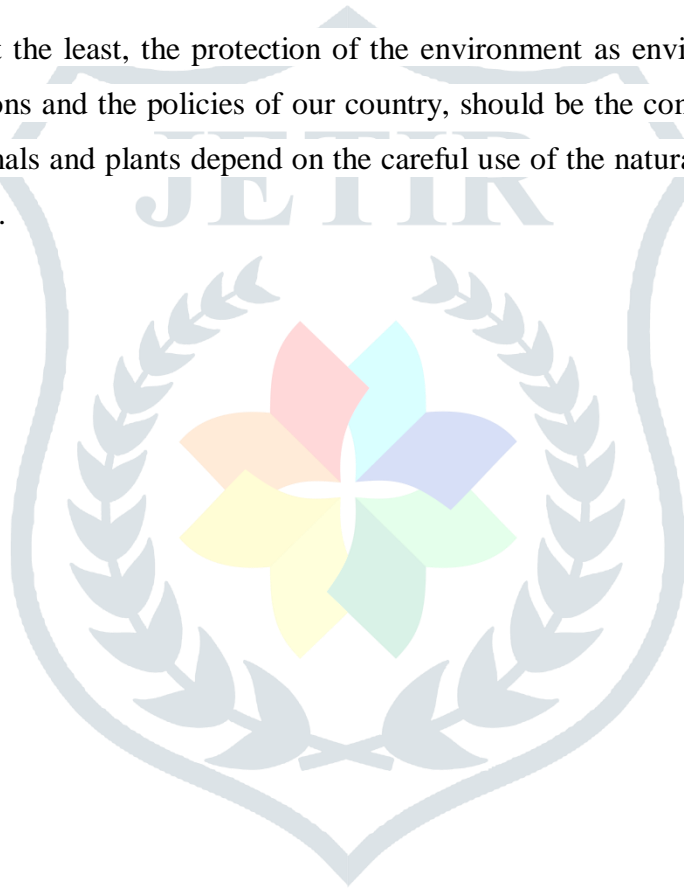 t the least, the protection of the environment as envi
ons and the policies of our country, should be the con
nals and plants depend on the careful use of the natura
.
JETIR